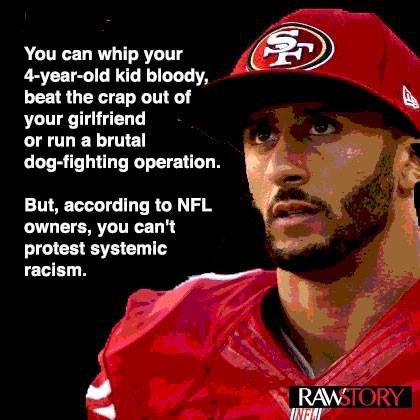 SF
You can whip your
4-year-old kid bloody,
beat the crap out of
your girlfriend
or run a brutal
dog-fighting operation.
But, according to NFL
owners, you can't
protest systemic
racism.
RAWSTORY
NFL